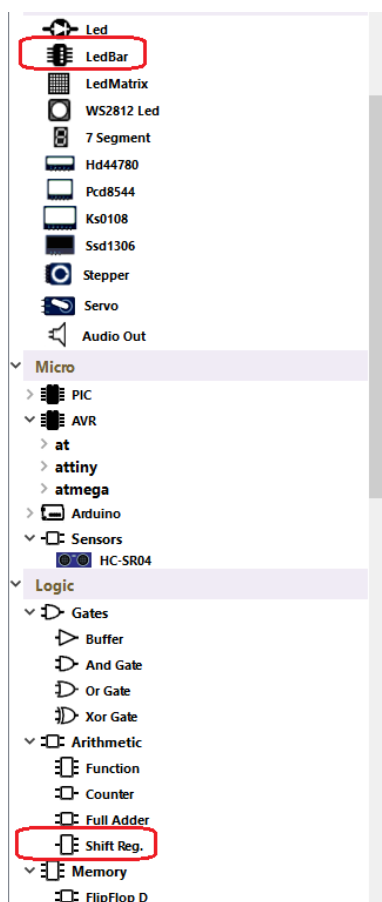 Led
LedBar
LedMatrix
WS2812 Led
7 Segment
Hd44780
Pcd8544
Ks0108
Ssd1306
Stepper
Servo
Audio Out
Micro
PIC
AVR
at
attiny
atmega
Arduino
Sensors
HC-SR04
Logic
Gates
Buffer
And Gate
Or Gate
Xor Gate
Arithmetic
Function
Counter
Full Adder
Shift Reg.
Memory
FlipFlop D